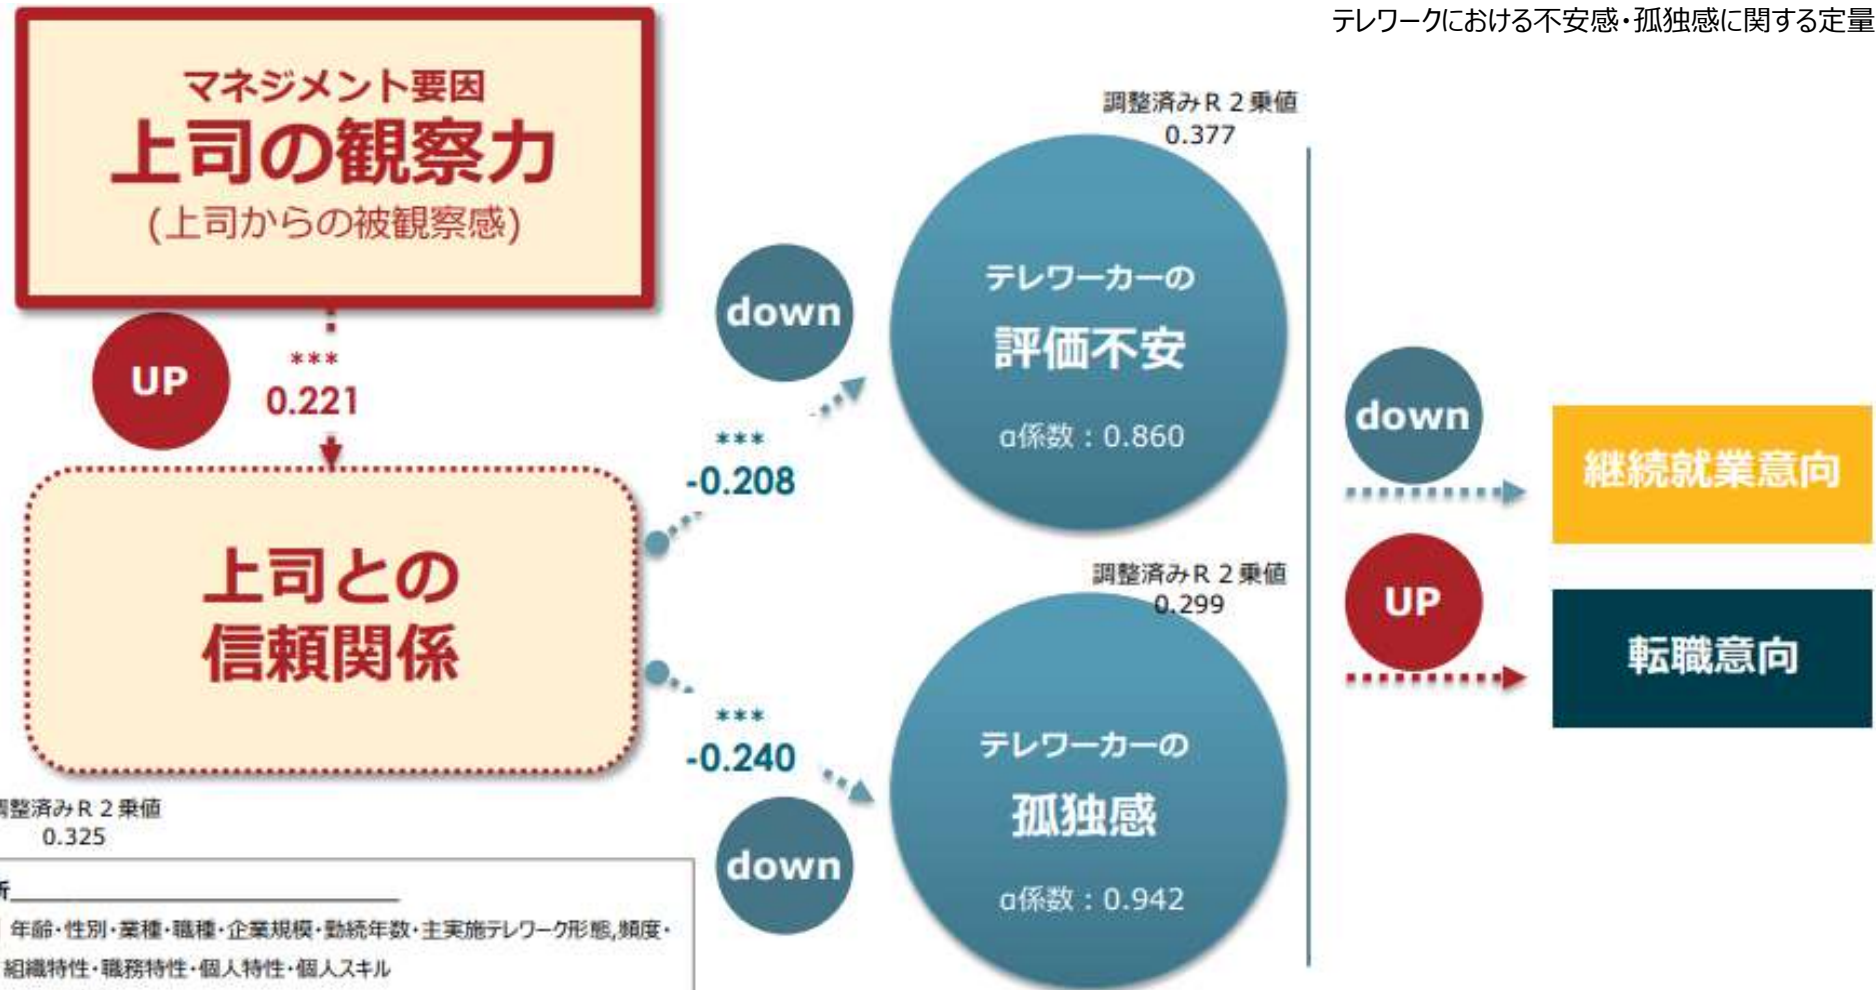 テレワークにおける不安感・孤独感に関する定量
マネジメント要因
上司の観察力
(上司からの被観察感)
UP
***
0.221
上司との
信頼関係
調整済みR2乗値
0.325
down
***
-0.208
***
-0.240
down
調整済みR2乗値
0.377
テレワーカーの
評価不安
α係数：0.860
調整済みR2乗値
0.299
テレワーカーの
孤独感
α係数：0.942
down
継続就業意向
UP
転職意向
析
年齢・性別・業種・職種・企業規模・勤続年数・主実施テレワーク形態,頻度・
組織特性・職務特性・個人特性・個人スキル